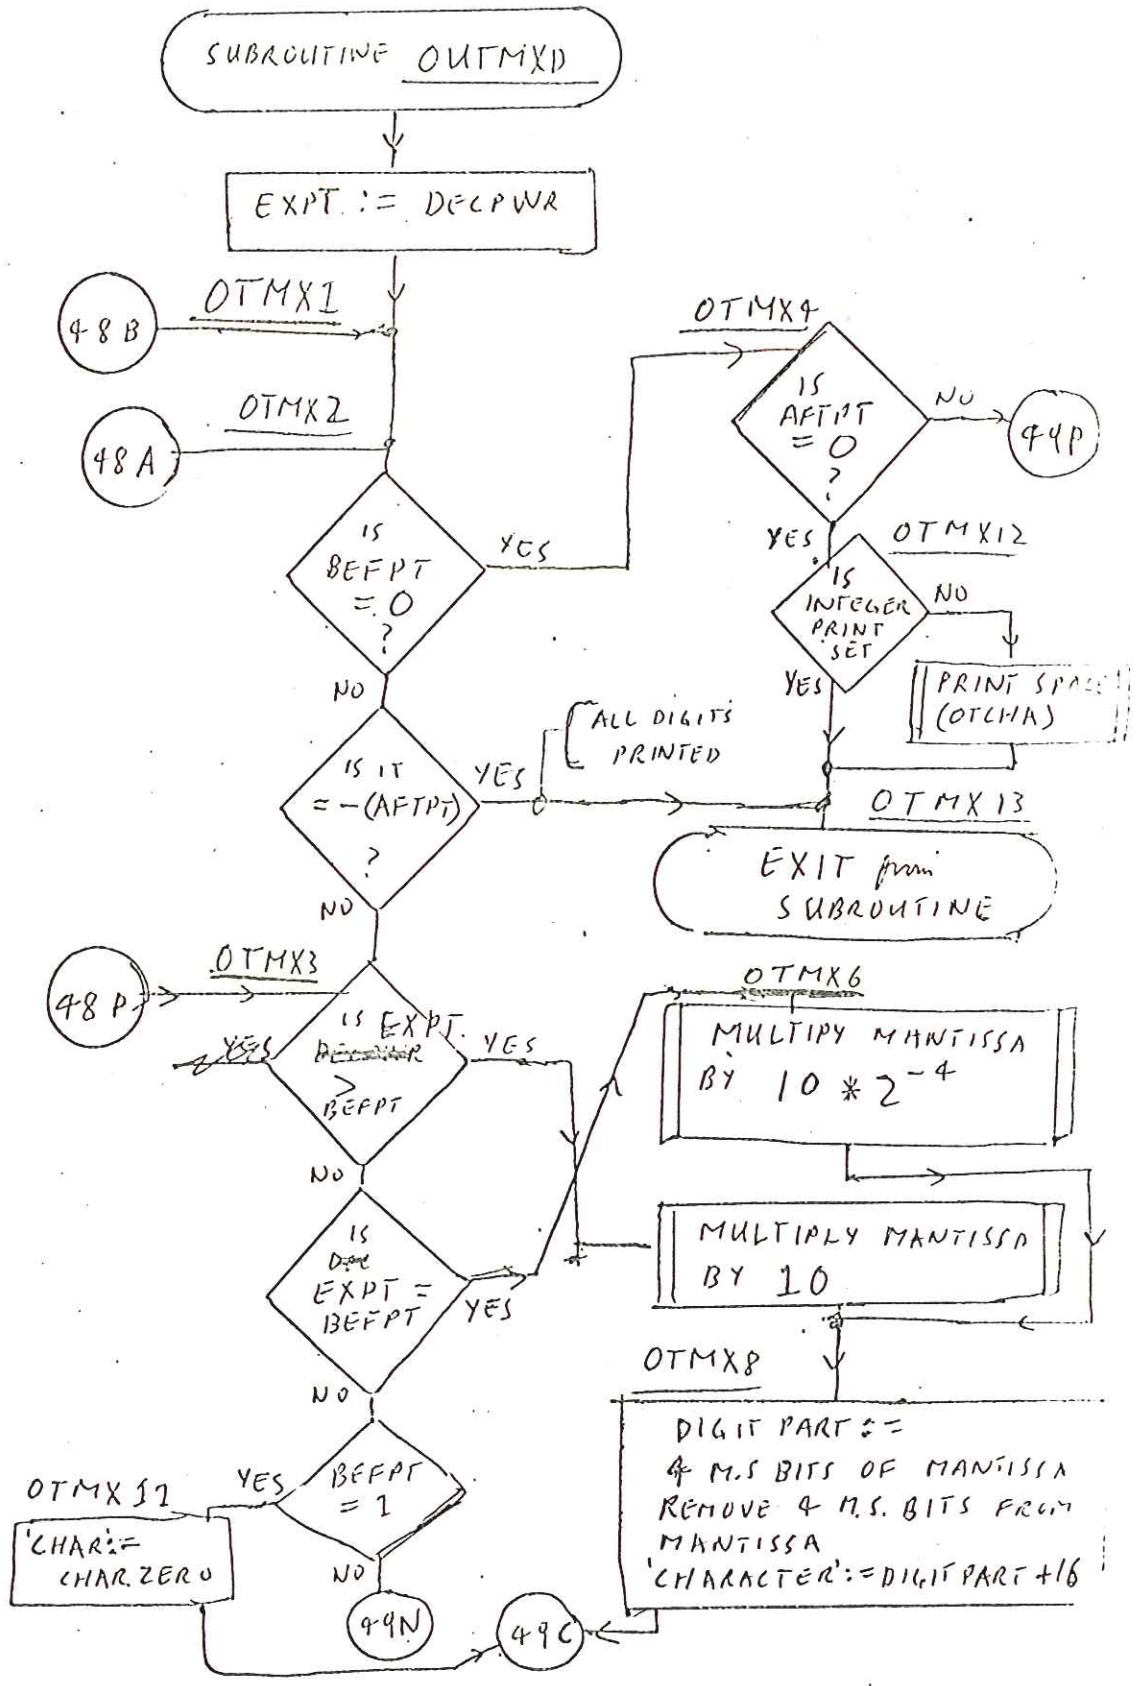 SUBROUTINE OUTMXD
EXPT := DECPWR
OTMX1
48B
OTMX2
48A
IS
BEFPT
= 0
?
YES
NO
OTMX4
IS
AFTPT
= 0
?
NO
49P
YES
OTMX12
IS
INTEGER
PRINT
SET
NO
YES
PRINT SPACE
(OTCHA)
IS IT
= -(AFTPT)
?
YES
NO
ALL DIGITS
PRINTED
OTMX13
EXIT from
SUBROUTINE
48P
OTMX3
IS EXPT.
>
BEFPT
YES
YES
NO
OTMX6
MULTIPY MANTISSA
BY 10 * 2-4
IS
EXPT =
BEFPT
YES
NO
MULTIPLY MANTISSA
BY 10
OTMX8
DIGIT PART :=
4 M.S BITS OF MANTISSA
REMOVE 4 M.S. BITS FROM
MANTISSA
'CHARACTER' := DIGIT PART +16
BEFPT
= 1
YES
NO
OTMX11
'CHAR' :=
CHAR. ZERO
49N
49C